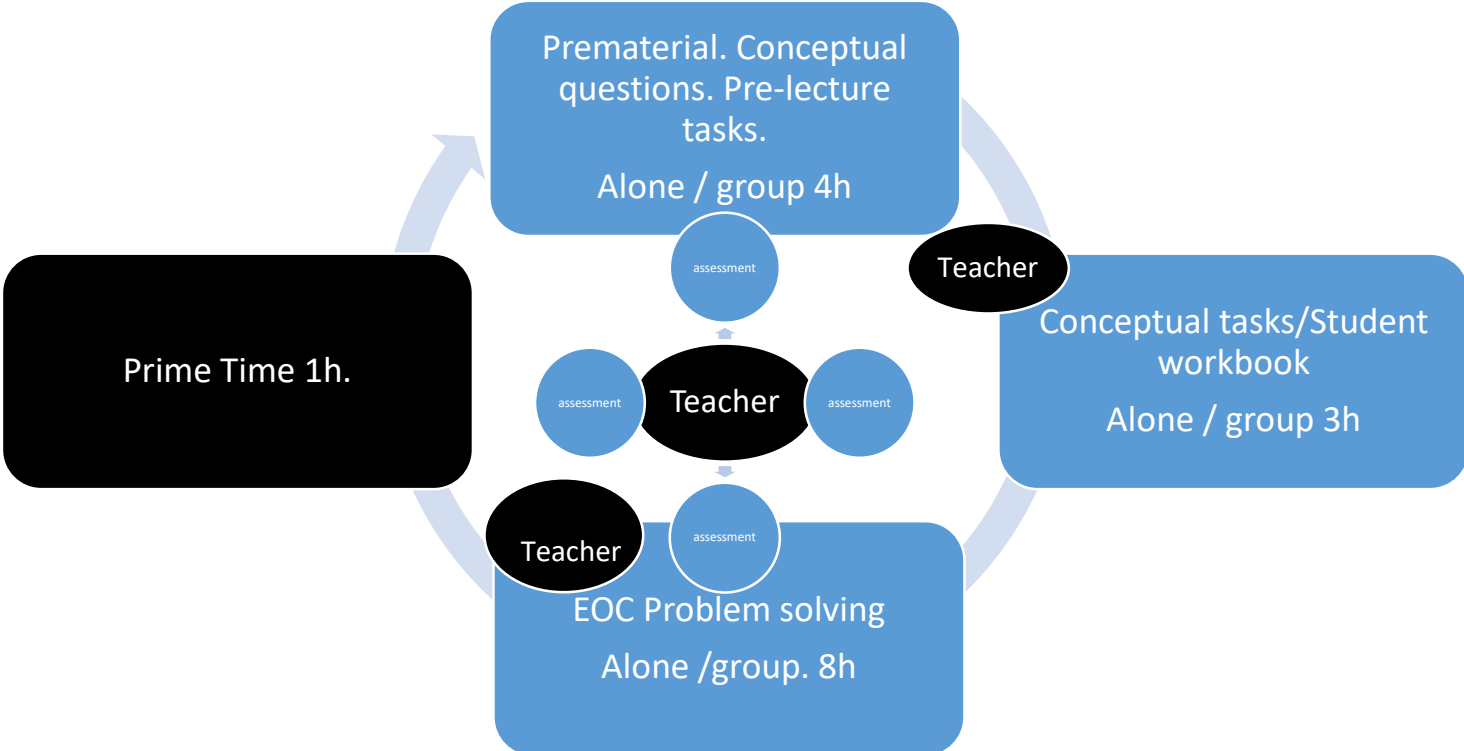 Prematerial. Conceptual
questions. Pre-lecture
tasks.
Alone / group 4h
assessment
Teacher
Conceptual tasks/Student
workbook
Alone / group 3h
Prime Time 1h.
assessment
Teacher
assessment
assessment
Teacher
EOC Problem solving
Alone /group. 8h